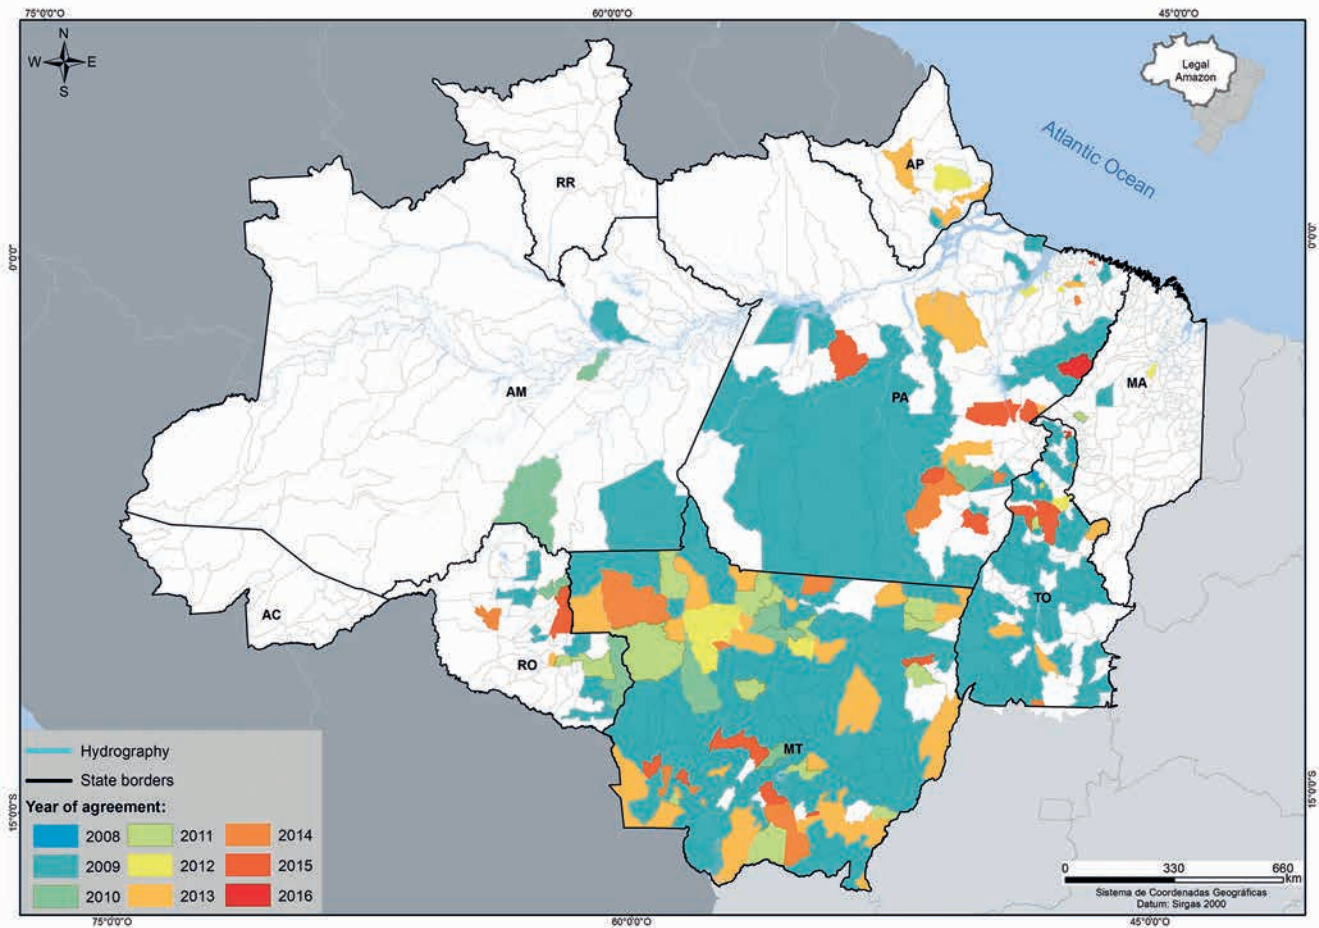 75°0'0"O
60°0'0"O
45°0'0"O
N
W
E
S
Legal
Amazon
Atlantic Ocean
AP
RR
0°0'0"
0°0'0"
MA
AM
PA
TO
AC
RO
MT
Hydrography
State borders
Year of agreement:
2008
2011
2014
2009
2012
2015
2010
2013
2016
15°0'0"S
15°0'0"S
0
330
660
km
Sistema de Coordenadas Geográficas
Datum: Sirgas 2000
75°0'0"O
60°0'0"O
45°0'0"O